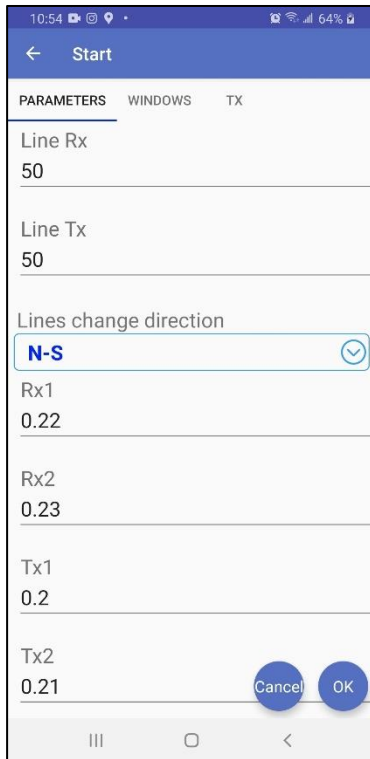 10:54 64%
Start
PARAMETERS WINDOWS TX
Line Rx
50
Line Tx
50
Lines change direction
N-S
Rx1
0.22
Rx2
0.23
Tx1
0.2
Tx2
0.21
Cancel OK